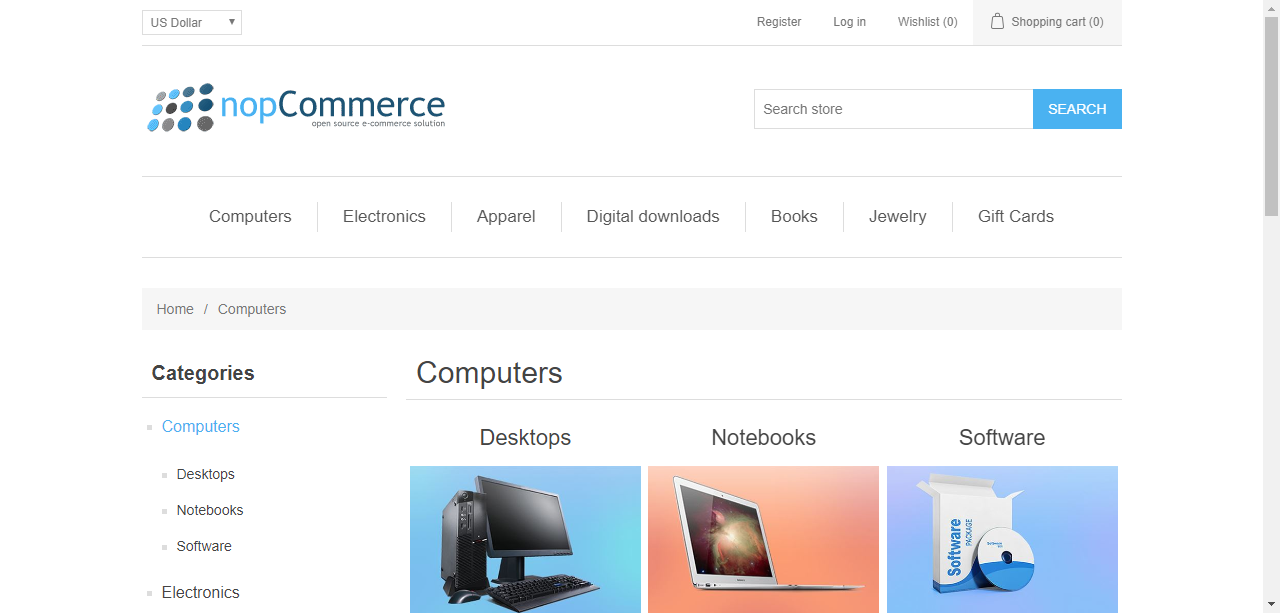 US Dollar
Register
Log in
Wishlist (0)
Shopping cart (0)
nopCommerce
open source e-commerce solution
Search store
SEARCH
Computers
Electronics
Apparel
Digital downloads
Books
Jewelry
Gift Cards
Home / Computers
Categories
Computers
Desktops
Notebooks
Software
Electronics
Computers
Desktops
Notebooks
Software
Software
PACKAGE